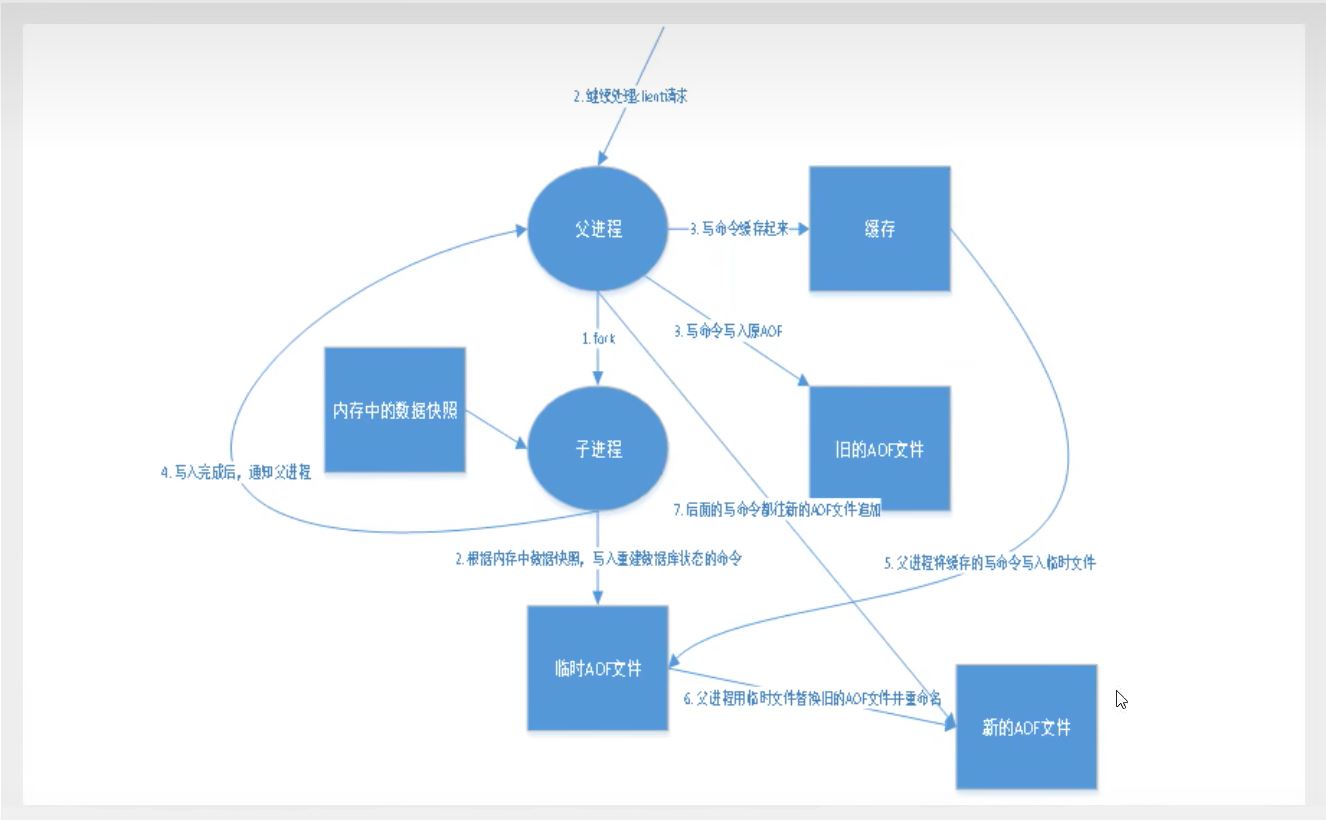 2.继续处理client请求
父进程
3.写命令缓存起来
缓存
1.fork
3.写命令写入原AOF
内存中的数据快照
子进程
旧的AOF文件
4.写入完成后，通知父进程
7.后面的写命令都往新的AOF文件追加
2.根据内存中数据快照，写入重建数据库状态的命令
5.父进程将缓存的写命令写入临时文件
临时AOF文件
6.父进程用临时文件替换旧的AOF文件并重命名
新的AOF文件